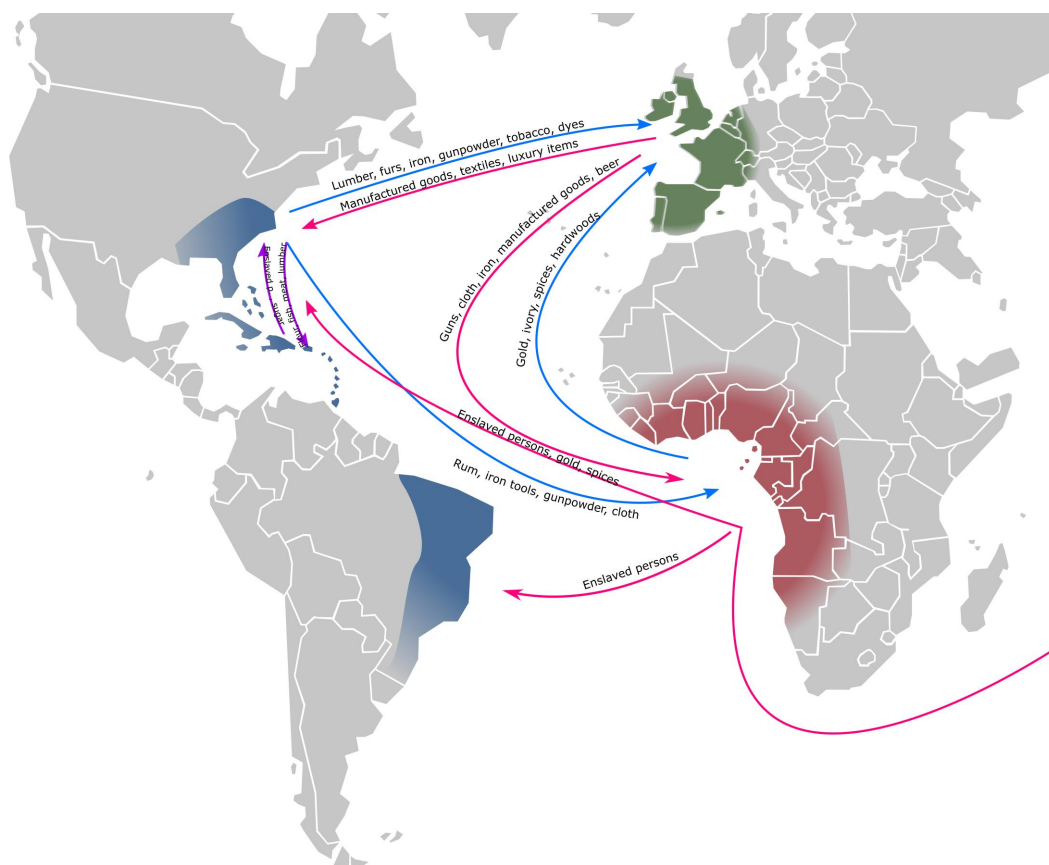 Lumber, furs, iron, gunpowder, tobacco, dyes
Manufactured goods, textiles, luxury items
Guns, cloth, iron, manufactured goods, beer
Gold, ivory, spices, hardwoods
Enslaved
fish, meat, lumber
Enslaved persons, gold, spices
Rum, iron tools, gunpowder, cloth
Enslaved persons